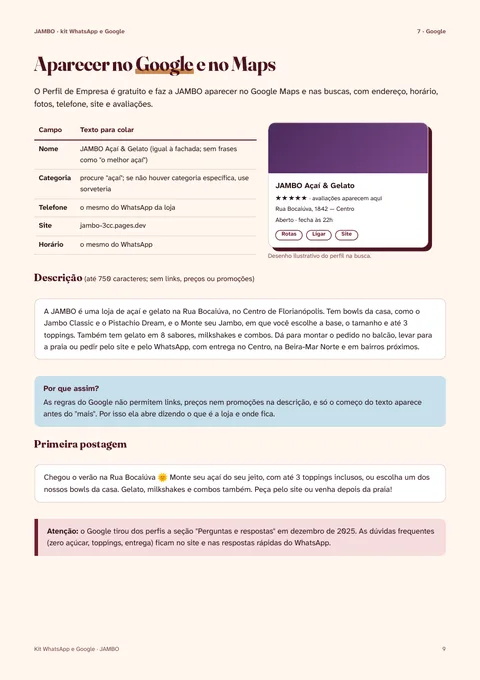 JAMBO · kit WhatsApp e Google
7 · Google
Aparecer no Google e no Maps
O Perfil de Empresa é gratuito e faz a JAMBO aparecer no Google Maps e nas buscas, com endereço, horário,
fotos, telefone, site e avaliações.
Campo Texto para colar
Nome JAMBO Açaí & Gelato (igual à fachada; sem frases
como "o melhor açaí")
Categoria procure "açaí"; se não houver categoria específica, use
sorveteria
Telefone o mesmo do WhatsApp da loja
Site jambo-3cc.pages.dev
Horário o mesmo do WhatsApp
JAMBO Açaí & Gelato
★★★★★ · avaliações aparecem aqui
Rua Bocaiúva, 1842 — Centro
Aberto · fecha às 22h
Rotas Ligar Site
Desenho ilustrativo do perfil na busca.
Descrição (até 750 caracteres; sem links, preços ou promoções)
A JAMBO é uma loja de açaí e gelato na Rua Bocaiúva, no Centro de Florianópolis. Tem bowls da casa, como o
Jambo Classic e o Pistachio Dream, e o Monte seu Jambo, em que você escolhe a base, o tamanho e até 3
toppings. Também tem gelato em 8 sabores, milkshakes e combos. Dá para montar o pedido no balcão, levar para
a praia ou pedir pelo site e pelo WhatsApp, com entrega no Centro, na Beira-Mar Norte e em bairros próximos.
Por que assim?
As regras do Google não permitem links, preços nem promoções na descrição, e só o começo do texto aparece
antes do "mais". Por isso ela abre dizendo o que é a loja e onde fica.
Primeira postagem
Chegou o verão na Rua Bocaiúva 🌞 Monte seu açaí do seu jeito, com até 3 toppings inclusos, ou escolha um dos
nossos bowls da casa. Gelato, milkshakes e combos também. Peça pelo site ou venha depois da praia!
Atenção: o Google tirou dos perfis a seção "Perguntas e respostas" em dezembro de 2025. As dúvidas frequentes
(zero açúcar, toppings, entrega) ficam no site e nas respostas rápidas do WhatsApp.
Kit WhatsApp e Google · JAMBO
9